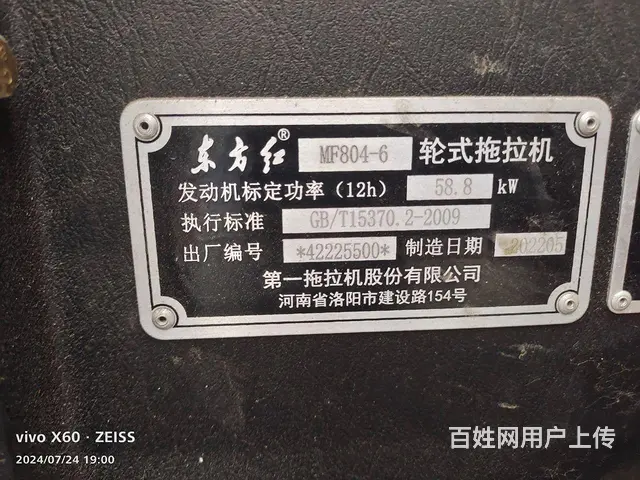 东方红® MF804-6 轮式拖拉机
发动机标定功率（12h） 58.8 kW
执行标准 GB/T15370.2-2009
出厂编号 *42225500* 制造日期 202205
第一拖拉机股份有限公司
河南省洛阳市建设路154号
vivo X60 · ZEISS
2024/07/24 19:00
百姓网用户上传